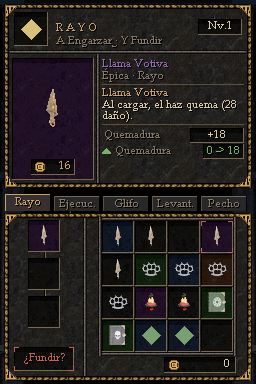 RAYO
A Engarzar¿ Y Fundir
Nv.1
Llama Votiva
Épica · Rayo
Llama Votiva
Al cargar, el haz quema (28 daño).
Quemadura +18
Quemadura 0->18
16
Rayo Ejecuc. Glifo Levant. Pecho
¿Fundir?
0